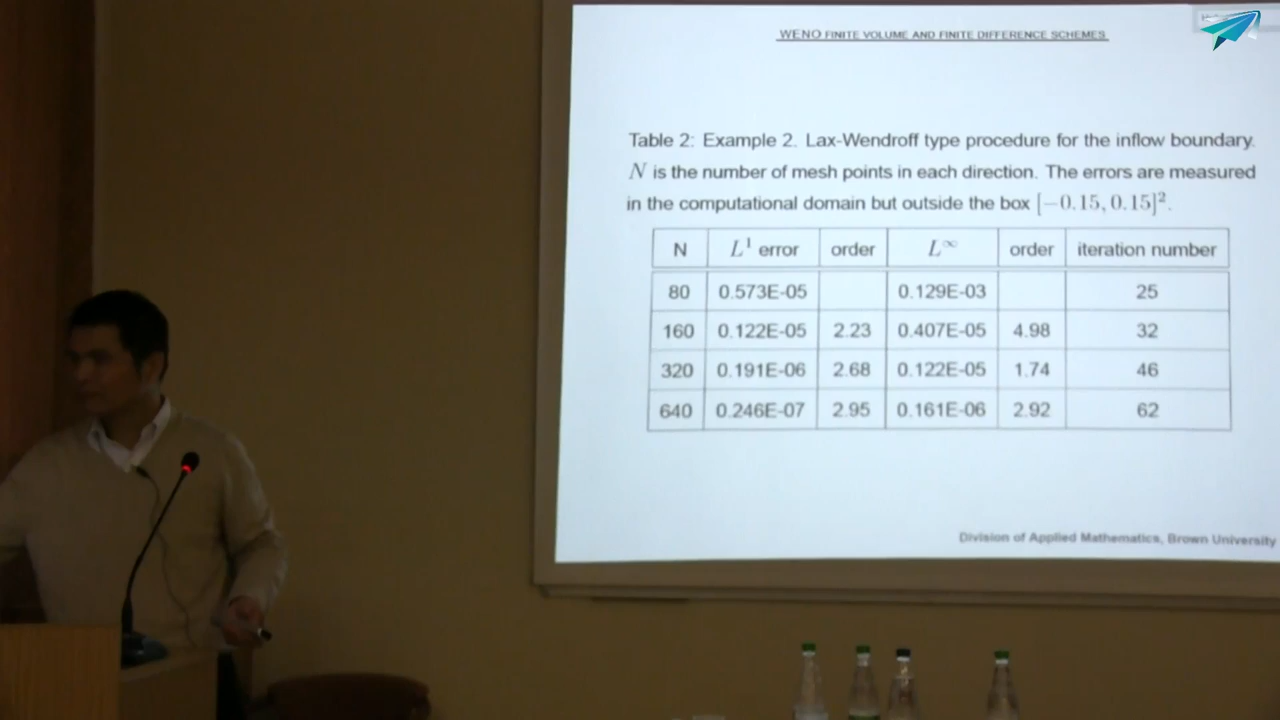 WENO FINITE VOLUME AND FINITE DIFFERENCE SCHEMES
Table 2: Example 2. Lax-Wendroff type procedure for the inflow boundary.
N is the number of mesh points in each direction. The errors are measured
in the computational domain but outside the box [−0.15, 0.15]².
N L¹ error order L∞ order iteration number
80 0.573E-05 0.129E-03 25
160 0.122E-05 2.23 0.407E-05 4.98 32
320 0.191E-06 2.68 0.122E-05 1.74 46
640 0.246E-07 2.95 0.161E-06 2.92 62
Division of Applied Mathematics, Brown University